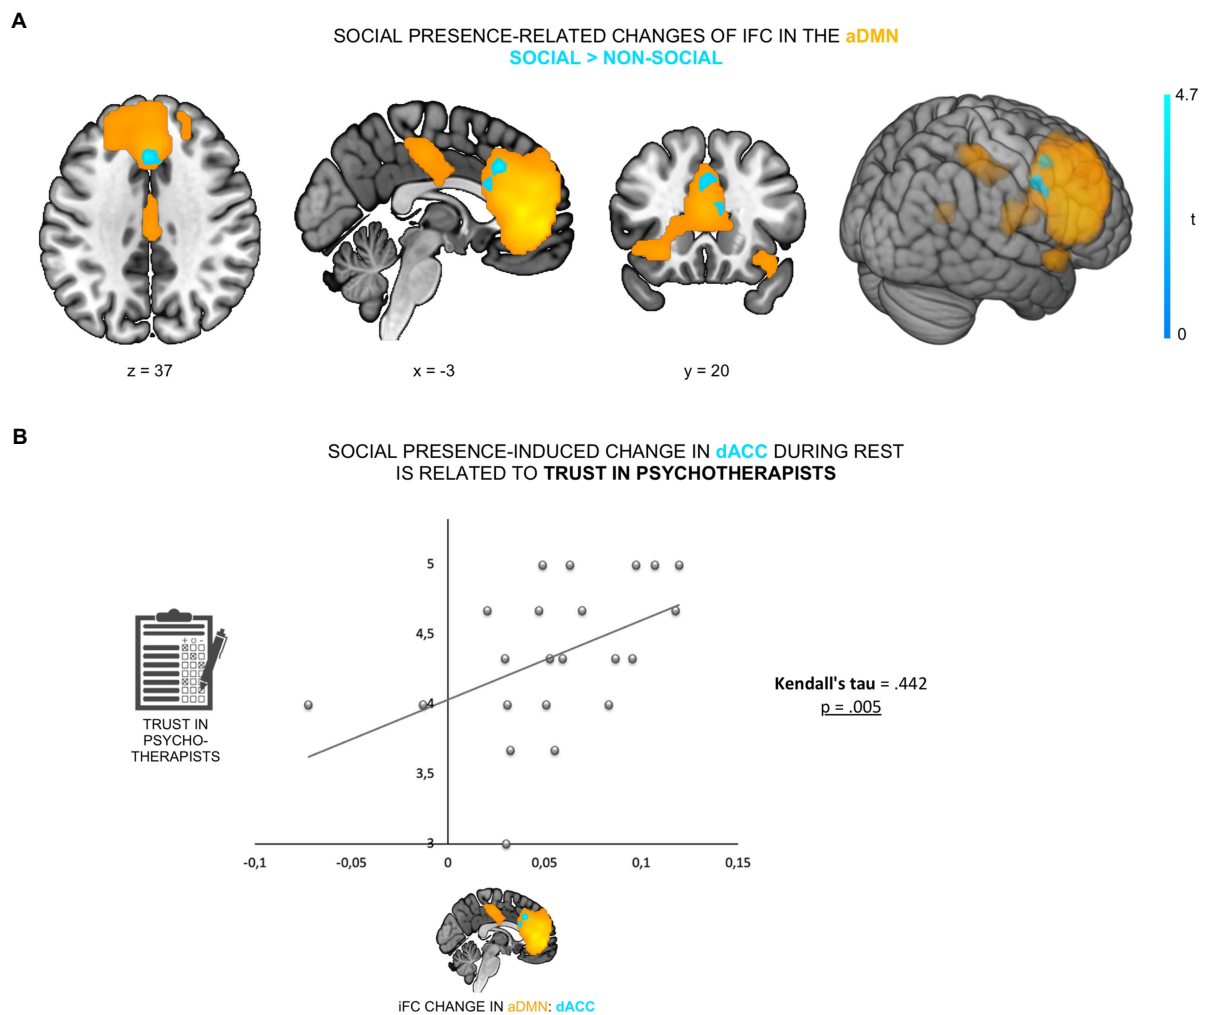 A
SOCIAL PRESENCE-RELATED CHANGES OF IFC IN THE aDMN
SOCIAL > NON-SOCIAL
4.7
t
0
z = 37
x = -3
y = 20
B
SOCIAL PRESENCE-INDUCED CHANGE IN dACC DURING REST
IS RELATED TO TRUST IN PSYCHOTHERAPISTS
5
4,5
4
3,5
3
-0,1
-0,05
0
0,05
0,1
0,15
+ O -
TRUST IN
PSYCHO-
THERAPISTS
Kendall's tau = .442
p = .005
iFC CHANGE IN aDMN: dACC